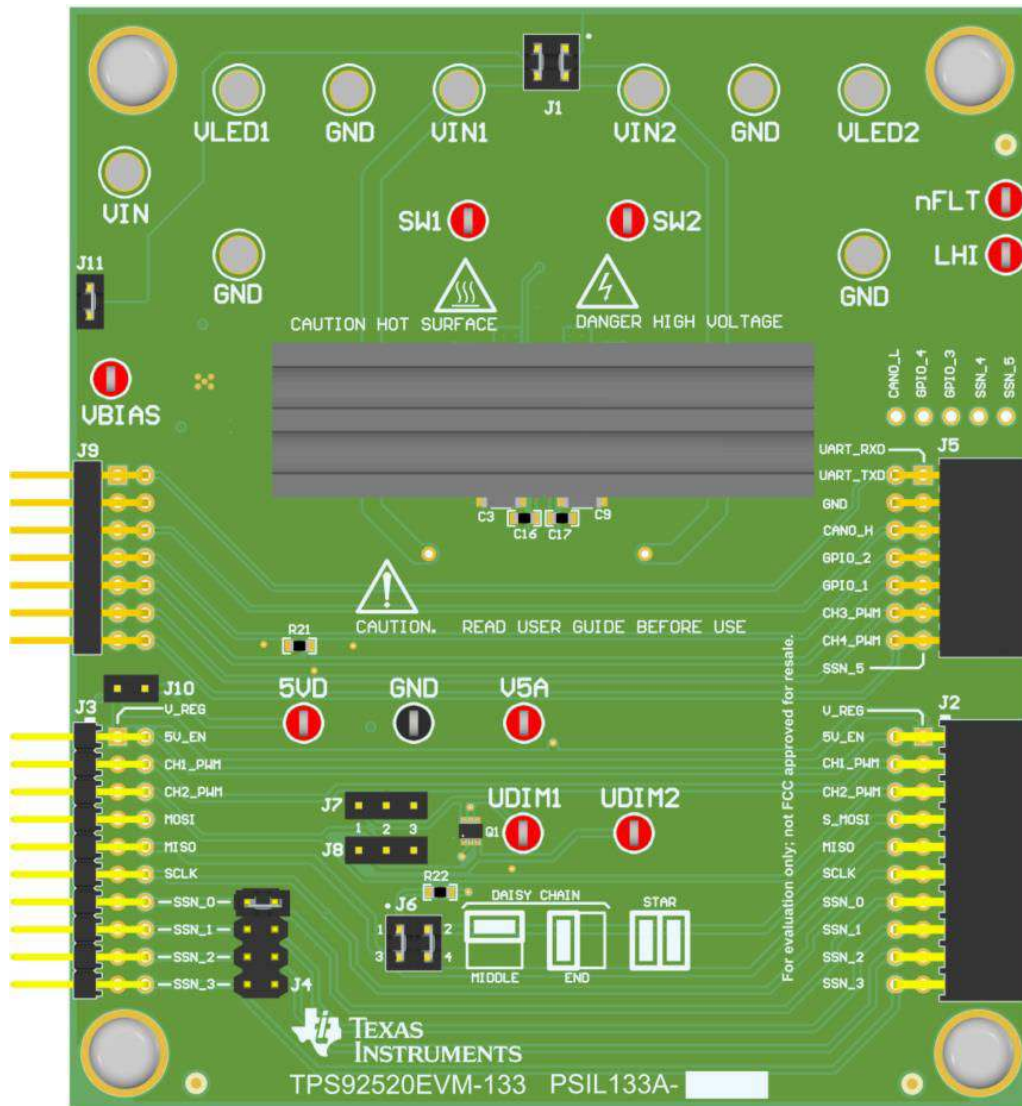 J1
VLED1 GND VIN1 VIN2 GND VLED2
VIN
nFLT
SW1 SW2
LHI
J11
GND GND
CAUTION HOT SURFACE DANGER HIGH VOLTAGE
VBIAS
CANO_L GPIO_4 GPIO_3 SSN_4 SSN_5
J9
J5
UART_RXD
UART_TXD
GND
CANO_H
GPIO_2
GPIO_1
CH3_PWM
CH4_PWM
SSN_5
C3 C16 C17 C9
CAUTION. READ USER GUIDE BEFORE USE
R21
For evaluation only; not FCC approved for resale.
5VD GND V5A
J10
J3
V_REG
5V_EN
CH1_PWM
CH2_PWM
MOSI
MISO
SCLK
SSN_0
SSN_1
SSN_2
SSN_3
J4
J2
V_REG
5V_EN
CH1_PWM
CH2_PWM
S_MOSI
MISO
SCLK
SSN_0
SSN_1
SSN_2
SSN_3
J7
1 2 3
J8
Q1
UDIM1 UDIM2
R22
J6
1 2
3 4
DAISY CHAIN STAR
MIDDLE END
TEXAS
INSTRUMENTS
TPS92520EVM-133 PSIL133A-